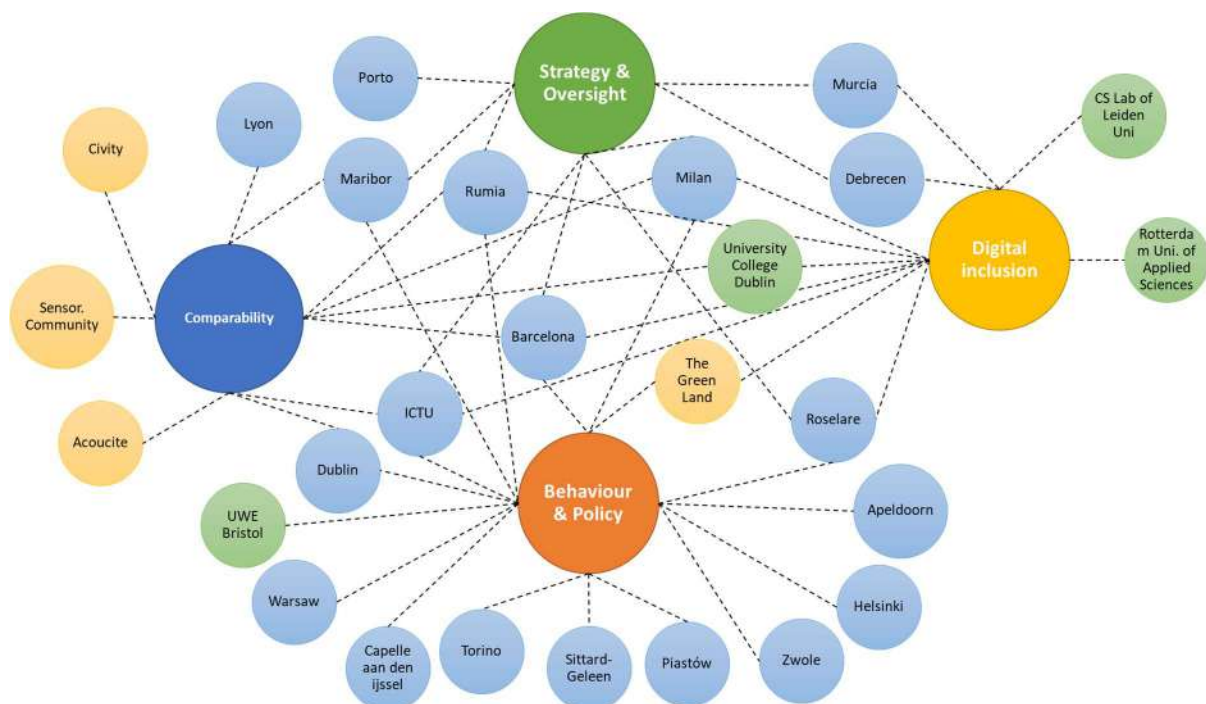 Strategy &
Oversight
Porto
Murcia
CS Lab of
Leiden
Uni
Lyon
Civity
Maribor
Rumia
Milan
Debrecen
University
College
Dublin
Digital
inclusion
Rotterda
m Uni. of
Applied
Sciences
Sensor.
Community
Comparability
Barcelona
The
Green
Land
ICTU
Roselare
Acoucite
Dublin
Behaviour
& Policy
Apeldoorn
UWE
Bristol
Warsaw
Helsinki
Capelle
aan den
ijssel
Torino
Sittard-
Geleen
Piastów
Zwole